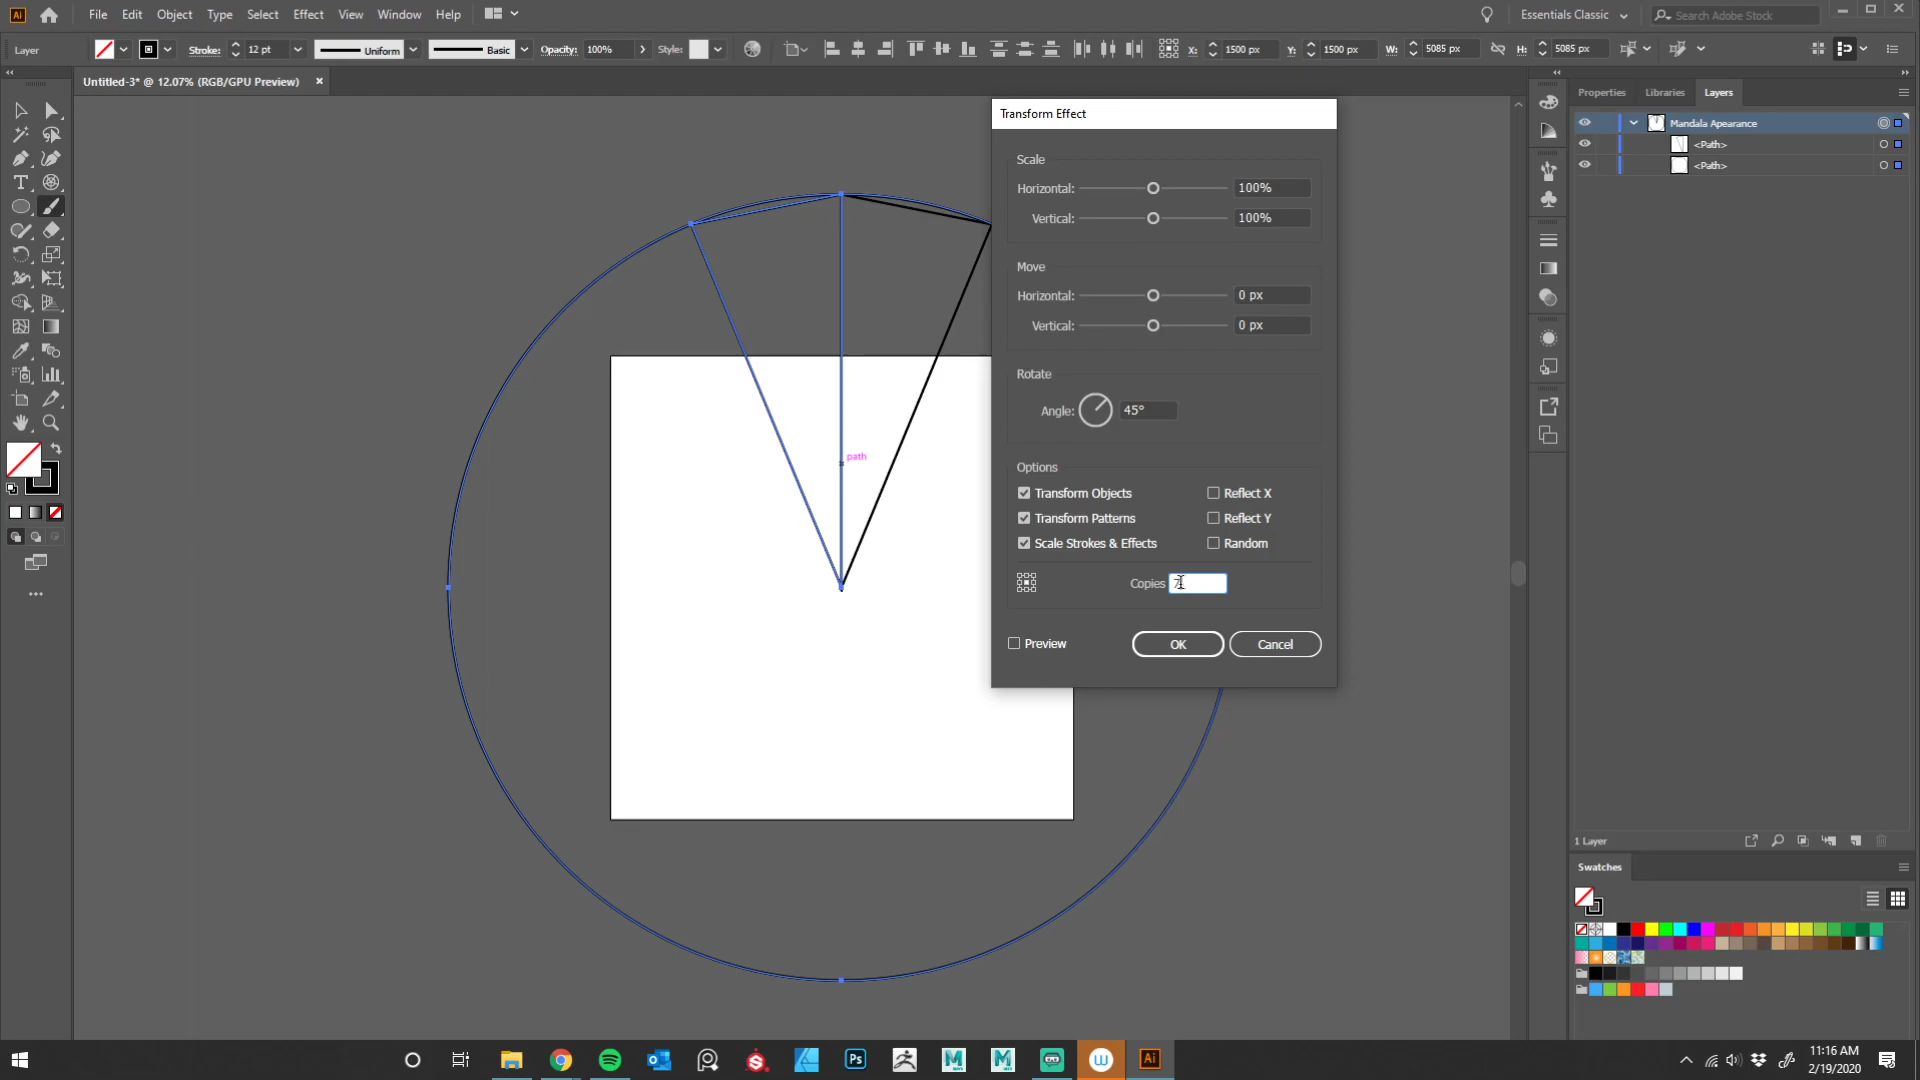 Ai File Edit Object Type Select Effect View Window Help Essentials Classic Search Adobe Stock
Layer Stroke: 12 pt Uniform Basic Opacity: 100% Style: X: 1500 px Y: 1500 px W: 5085 px H: 5085 px
Untitled-3* @ 12.07% (RGB/GPU Preview) ×
Properties Libraries Layers
Mandala Apearance
<Path>
<Path>
Transform Effect
Scale
Horizontal: 100%
Vertical: 100%
Move
Horizontal: 0 px
Vertical: 0 px
Rotate
Angle: 45°
path
Options
Transform Objects Reflect X
Transform Patterns Reflect Y
Scale Strokes & Effects Random
Copies
Preview OK Cancel
1 Layer
Swatches
Ps M M w Ai
11:16 AM
2/19/2020